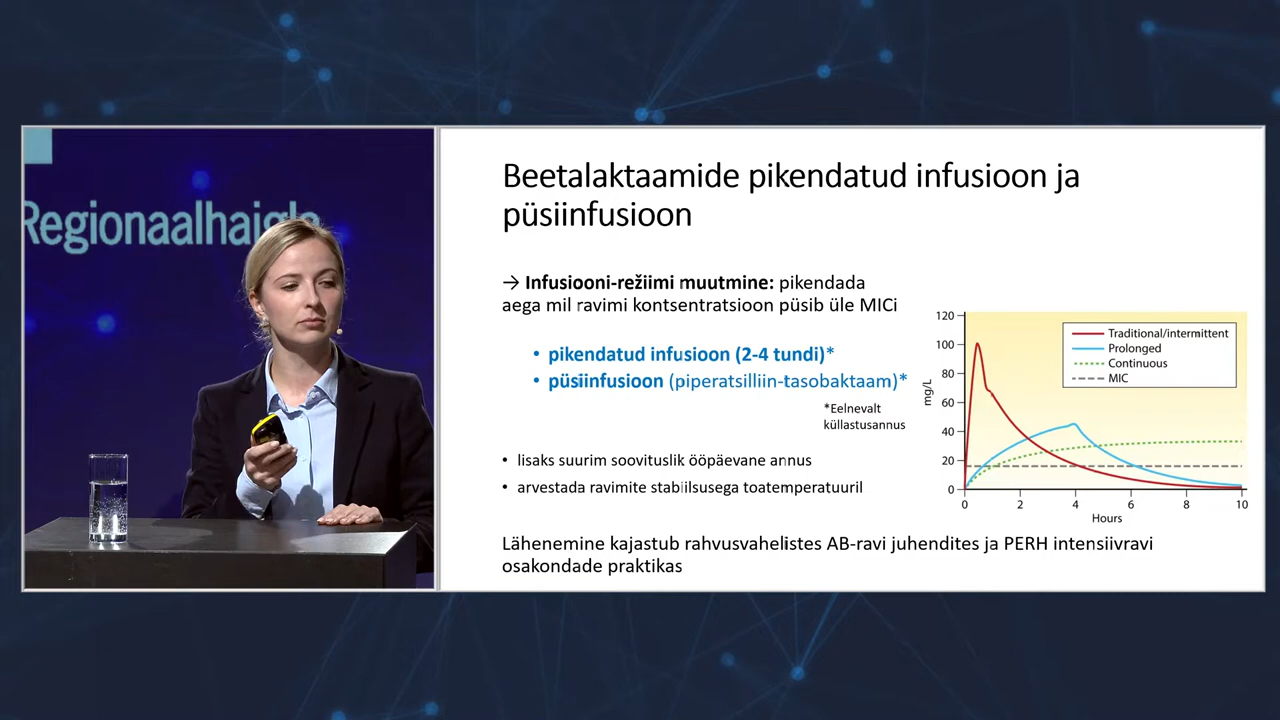 Regionaalhaigla
Beetalaktaamide pikendatud infusioon ja
püsiinfusioon
→ Infusiooni-režiimi muutmine: pikendada
aega mil ravimi kontsentratsioon püsib üle MICi
• pikendatud infusioon (2-4 tundi)*
• püsiinfusioon (piperatsilliin-tasobaktaam)*
*Eelnevalt
küllastusannus
• lisaks suurim soovituslik ööpäevane annus
• arvestada ravimite stabiilsusega toatemperatuuril
Lähenemine kajastub rahvusvahelistes AB-ravi juhendites ja PERH intensiivravi
osakondade praktikas
Traditional/intermittent
Prolonged
Continuous
MIC
mg/L
120
100
80
60
40
20
0
0 2 4 6 8 10
Hours